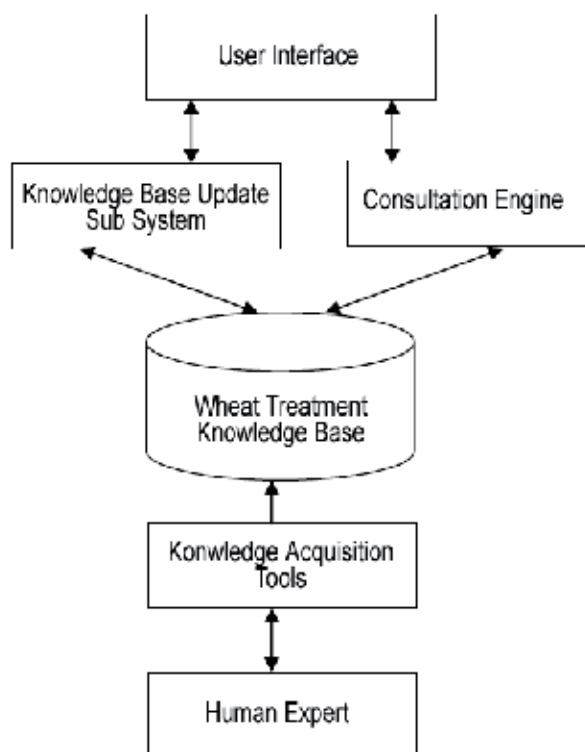 User Interface
Knowledge Base Update
Sub System
Consultation Engine
Wheat Treatment
Knowledge Base
Konwledge Acquisition
Tools
Human Expert